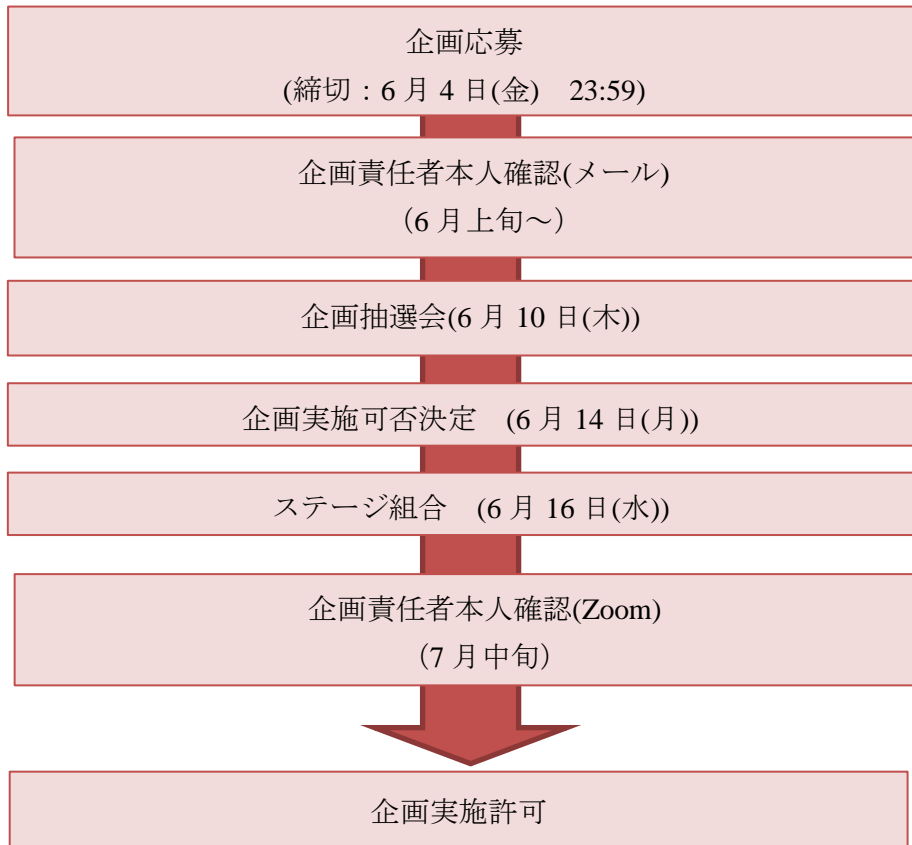 企画応募
(締切：6 月 4 日(金)　23:59)
企画責任者本人確認(メール)
（6 月上旬～）
企画抽選会(6 月 10 日(木))
企画実施可否決定　(6 月 14 日(月))
ステージ組合　(6 月 16 日(水))
企画責任者本人確認(Zoom)
（7 月中旬）
企画実施許可